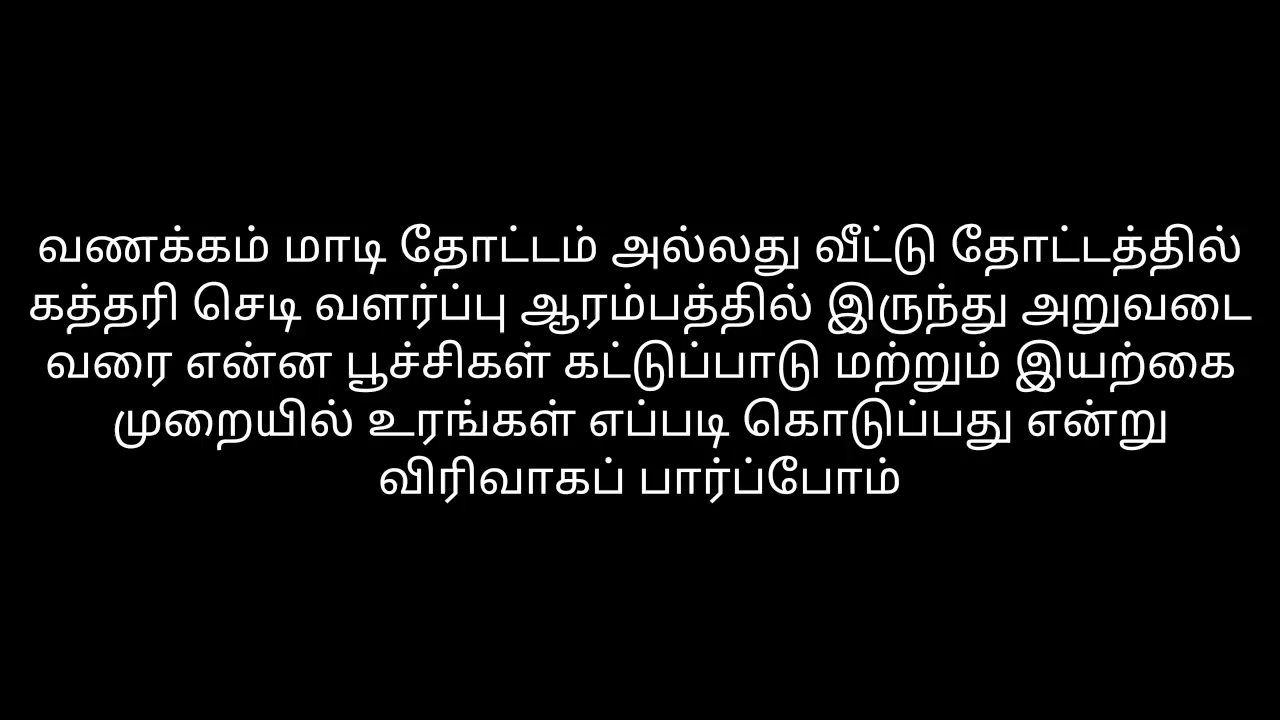 வணக்கம் மாடி தோட்டம் அல்லது வீட்டு தோட்டத்தில்
கத்தரி செடி வளர்ப்பு ஆரம்பத்தில் இருந்து அறுவடை
வரை என்ன பூச்சிகள் கட்டுப்பாடு மற்றும் இயற்கை
முறையில் உரங்கள் எப்படி கொடுப்பது என்று
விரிவாகப் பார்ப்போம்